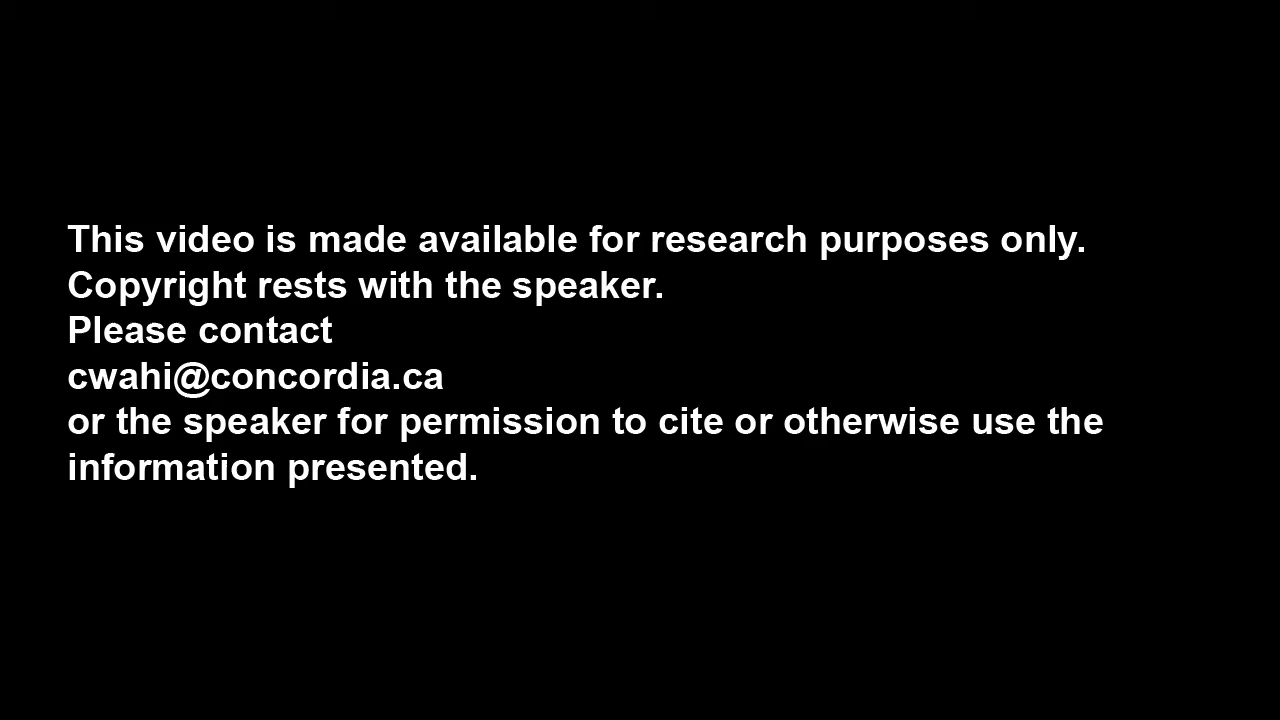 This video is made available for research purposes only.
Copyright rests with the speaker.
Please contact
cwahi@concordia.ca
or the speaker for permission to cite or otherwise use the
information presented.